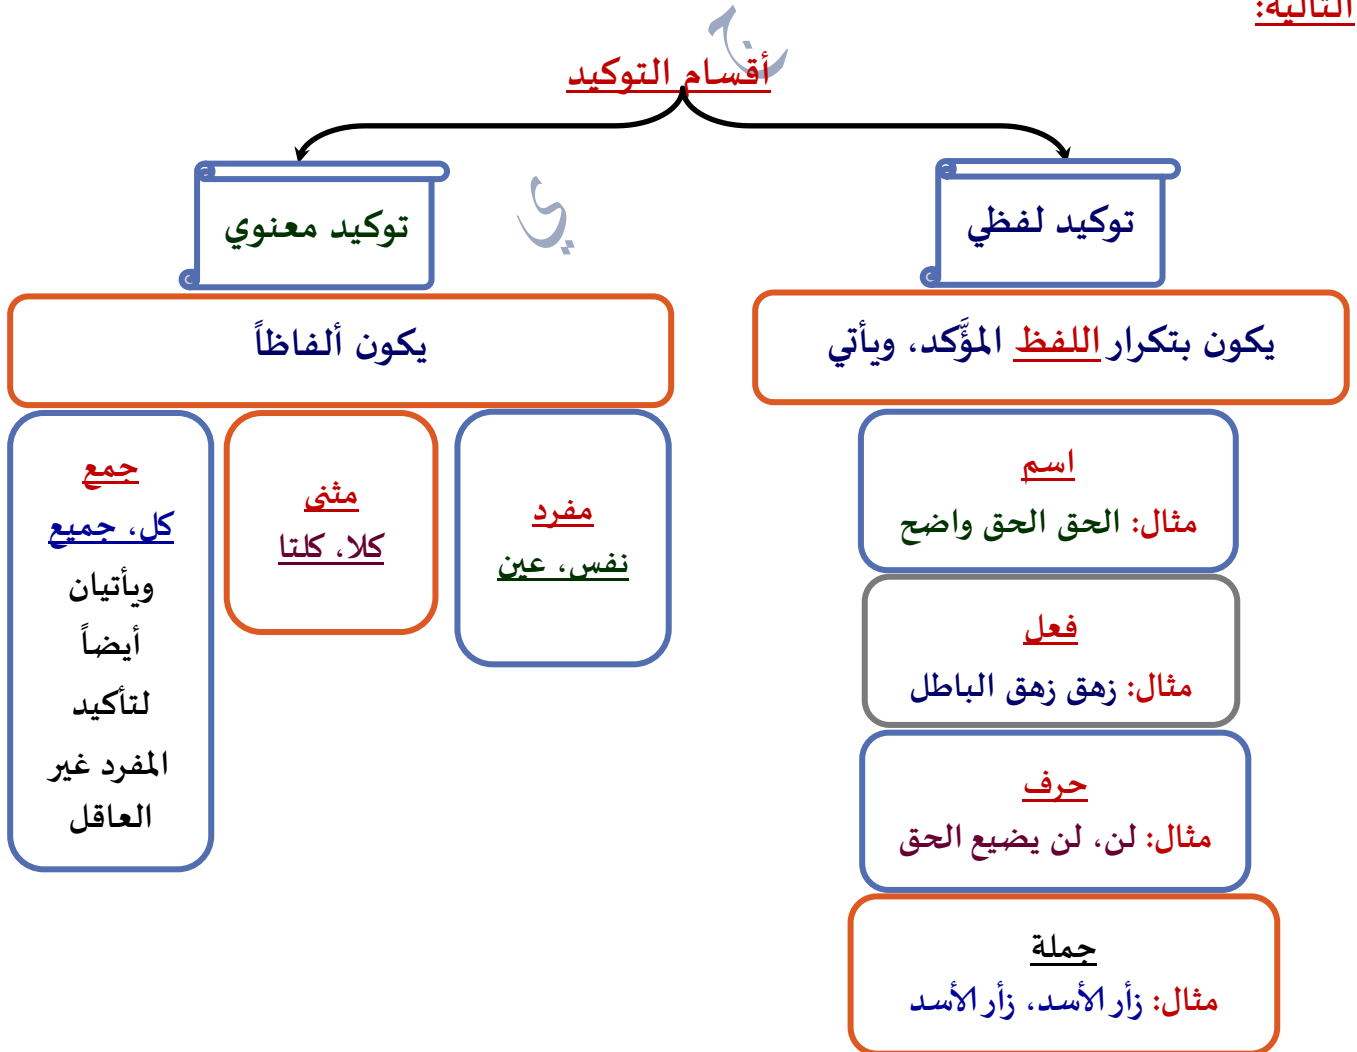 التالية:
أقسام التوكيد
توكيد لفظي
توكيد معنوي
يكون بتكرار اللفظ المؤَّكد، ويأتي
اسم
مثال: الحق الحق واضح
فعل
مثال: زهق زهق الباطل
حرف
مثال: لن، لن يضيع الحق
جملة
مثال: زأر الأسد، زأر الأسد
يكون ألفاظاً
مفرد
نفس، عين
مثنى
كلا، كلتا
جمع
كل، جميع
ويأتيان
أيضاً
لتأكيد
المفرد غير
العاقل